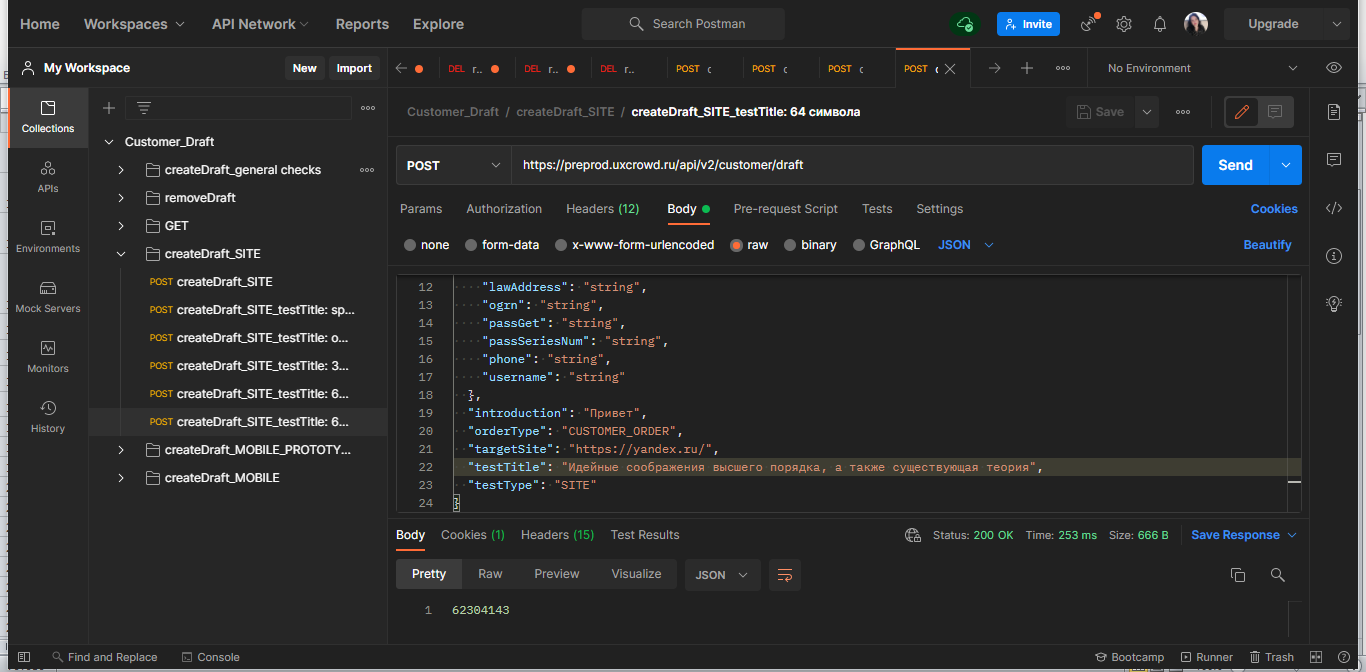 Home Workspaces API Network Reports Explore Search Postman Invite Upgrade
My Workspace New Import DEL r.. DEL r.. DEL r.. POST c POST c POST c POST c No Environment
Collections
APIs
Environments
Mock Servers
Monitors
History
Customer_Draft
createDraft_general checks
removeDraft
GET
createDraft_SITE
POST createDraft_SITE
POST createDraft_SITE_testTitle: sp...
POST createDraft_SITE_testTitle: o...
POST createDraft_SITE_testTitle: 3...
POST createDraft_SITE_testTitle: 6...
POST createDraft_SITE_testTitle: 6...
createDraft_MOBILE_PROTOTY...
createDraft_MOBILE
Customer_Draft / createDraft_SITE / createDraft_SITE_testTitle: 64 символа Save
POST https://preprod.uxcrowd.ru/api/v2/customer/draft Send
Params Authorization Headers (12) Body Pre-request Script Tests Settings Cookies
none form-data x-www-form-urlencoded raw binary GraphQL JSON Beautify
12 "lawAddress": "string",
13 "ogrn": "string",
14 "passGet": "string",
15 "passSeriesNum": "string",
16 "phone": "string",
17 "username": "string"
18 },
19 "introduction": "Привет",
20 "orderType": "CUSTOMER_ORDER",
21 "targetSite": "https://yandex.ru/",
22 "testTitle": "Идейные соображения высшего порядка, а также существующая теория",
23 "testType": "SITE"
24 }
Body Cookies (1) Headers (15) Test Results Status: 200 OK Time: 253 ms Size: 666 B Save Response
Pretty Raw Preview Visualize JSON
1 62304143
Find and Replace Console Bootcamp Runner Trash